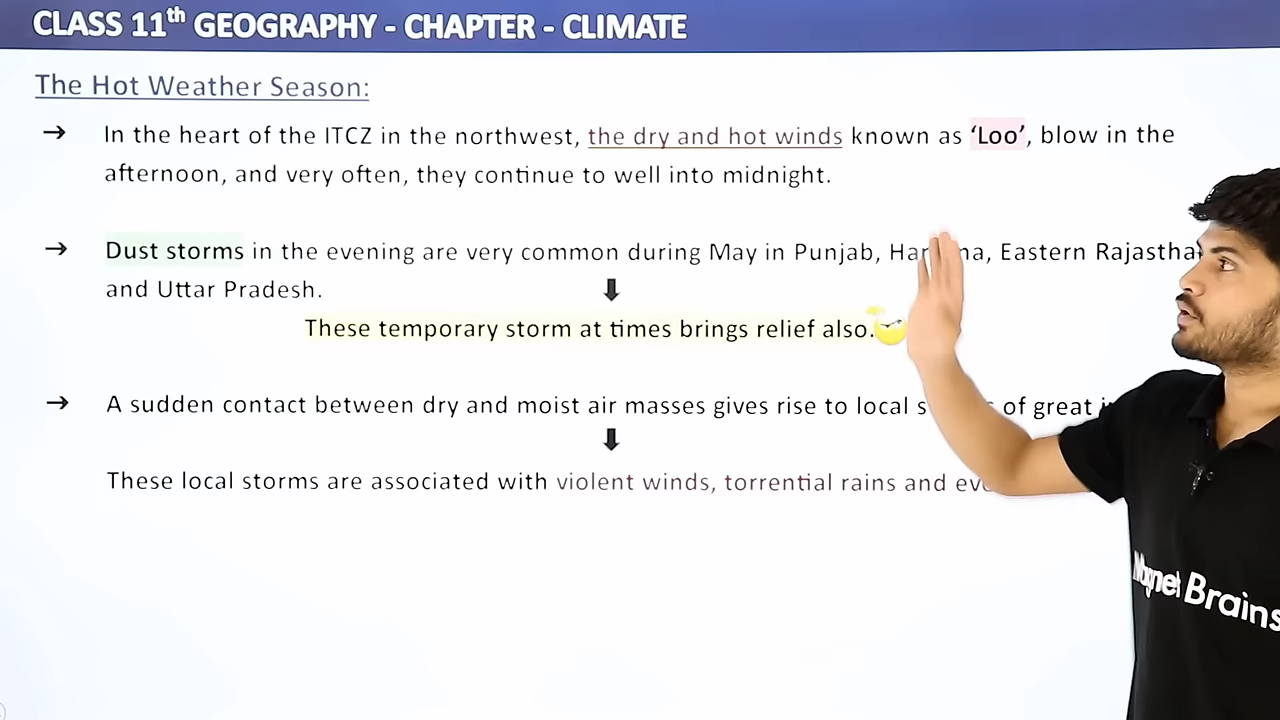 CLASS 11th GEOGRAPHY - CHAPTER - CLIMATE
The Hot Weather Season:
→ In the heart of the ITCZ in the northwest, the dry and hot winds known as ‘Loo’, blow in the
afternoon, and very often, they continue to well into midnight.
→ Dust storms in the evening are very common during May in Punjab, Eastern
and Uttar Pradesh.
These temporary storm at times brings relief also.
→ A sudden contact between dry and moist air masses gives rise to local of great
These local storms are associated with violent winds, torrential rains and
Magnet Brains